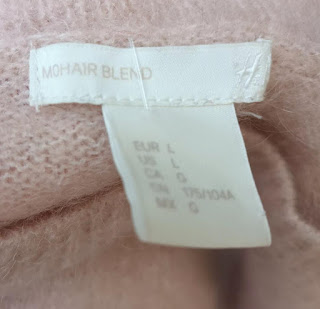 MOHAIR BLEND
EUR L
US L
CA G
CN 175/104A
MX G